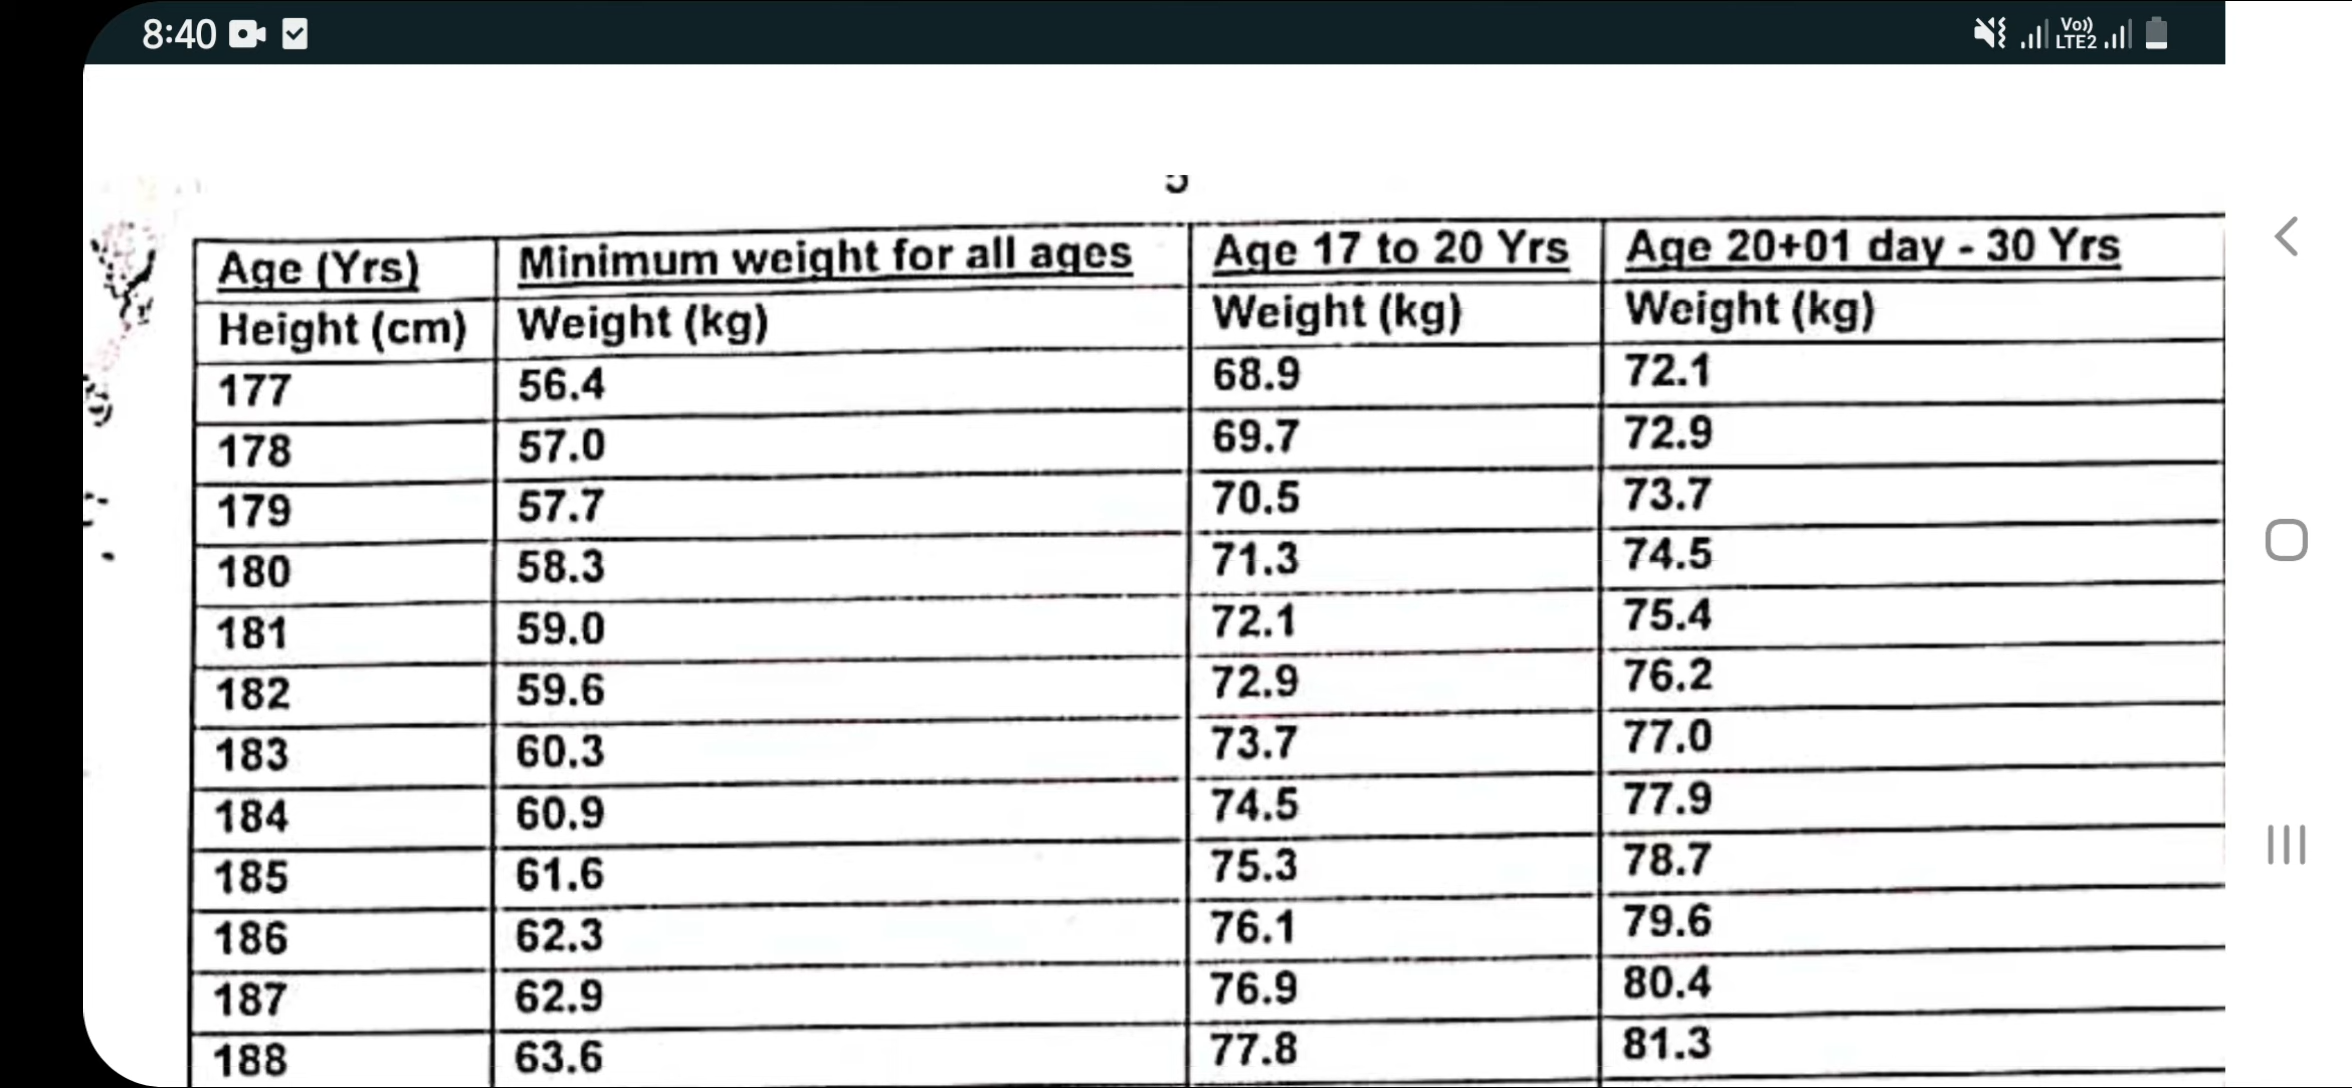 8:40
Vo))
LTE2
Age (Yrs) Minimum weight for all ages Age 17 to 20 Yrs Age 20+01 day - 30 Yrs
Height (cm) Weight (kg) Weight (kg) Weight (kg)
177 56.4 68.9 72.1
178 57.0 69.7 72.9
179 57.7 70.5 73.7
180 58.3 71.3 74.5
181 59.0 72.1 75.4
182 59.6 72.9 76.2
183 60.3 73.7 77.0
184 60.9 74.5 77.9
185 61.6 75.3 78.7
186 62.3 76.1 79.6
187 62.9 76.9 80.4
188 63.6 77.8 81.3